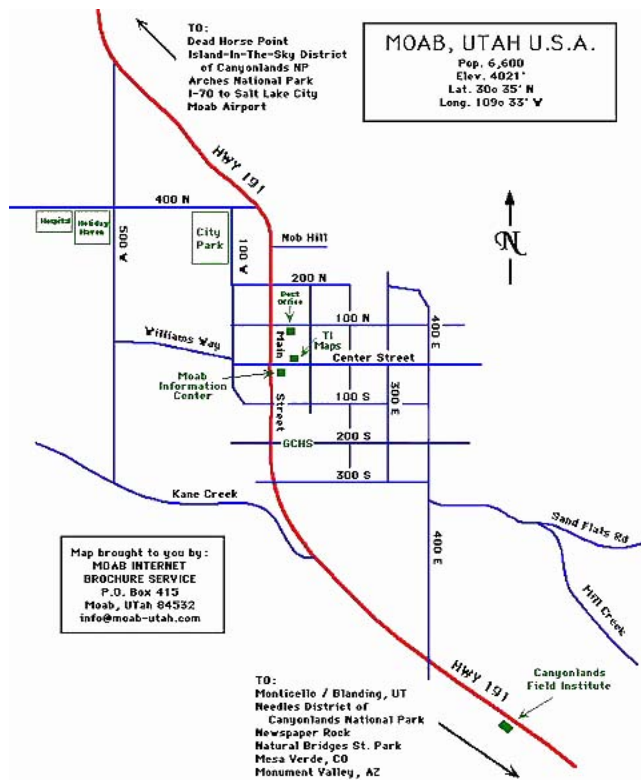 TO:
Dead Horse Point
Island-In-The-Sky District
of Canyonlands NP
Arches National Park
I-70 to Salt Lake City
Moab Airport
MOAB, UTAH U.S.A.
Pop. 6,600
Elev. 4021'
Lat. 30o 35' N
Long. 109o 33' W
HWY 191
400 N
Hospital
Holiday
Haven
500 W
City
Park
100 W
Nob Hill
N
200 N
Post
Office
100 N
400 E
Williams Way
Main
Street
TI
Maps
Center Street
Moab
Information
Center
300 E
100 S
GCHS
200 S
300 S
Kane Creek
400 E
Sand Flats Rd
Mill Creek
Map brought to you by:
MOAB INTERNET
BROCHURE SERVICE
P.O. Box 415
Moab, UTah 84532
info@moab-utah.com
HWY 191
Canyonlands
Field Institute
TO:
Monticello / Blanding, UT
Needles District of
Canyonlands National Park
Newspaper Rock
Natural Bridges St. Park
Mesa Verde, CO
Monument Valley, AZ